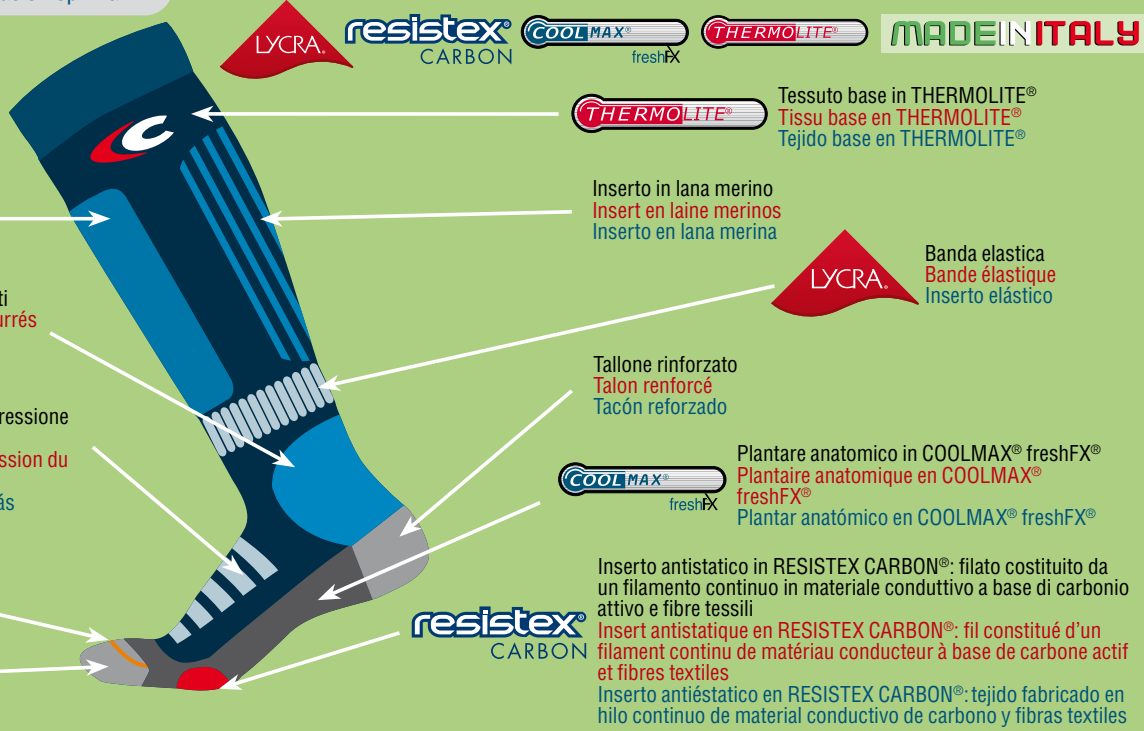 LYCRA.
resistex®
CARBON
COOLMAX®
freshFX
THERMOLITE®
MADEINITALY
THERMOLITE®
Tessuto base in THERMOLITE®
Tissu base en THERMOLITE®
Tejido base en THERMOLITE®
Inserto in lana merino
Insert en laine merinos
Inserto en lana merina
LYCRA.
Banda elastica
Bande élastique
Inserto elástico
ti
urrés
Tallone rinforzato
Talon renforcé
Tacón reforzado
ressione
ssion du
ás
COOLMAX®
freshFX
Plantare anatomico in COOLMAX® freshFX®
Plantaire anatomique en COOLMAX®
freshFX®
Plantar anatómico en COOLMAX® freshFX®
resistex®
CARBON
Inserto antistatico in RESISTEX CARBON®: filato costituito da
un filamento continuo in materiale conduttivo a base di carbonio
attivo e fibre tessili
Insert antistatique en RESISTEX CARBON®: fil constitué d'un
filament continu de matériau conducteur à base de carbone actif
et fibres textiles
Inserto antiéstatico en RESISTEX CARBON®: tejido fabricado en
hilo continuo de material conductivo de carbono y fibras textiles